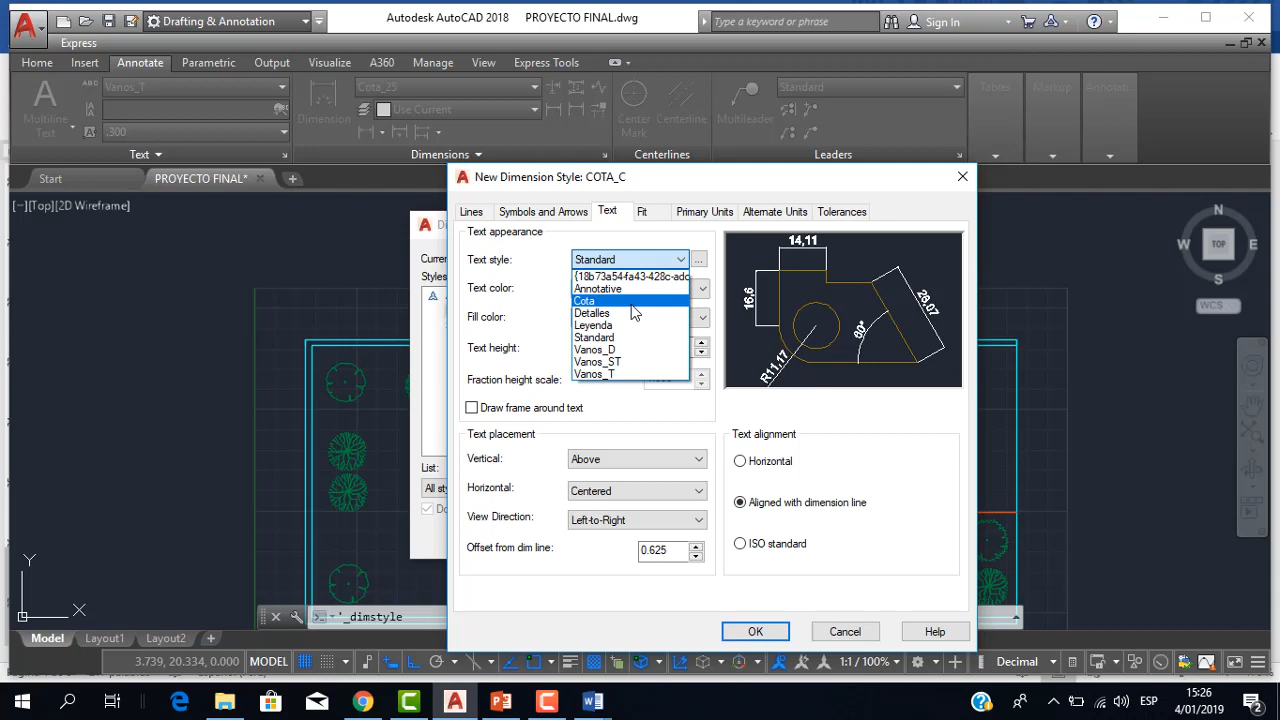 Drafting & Annotation
Autodesk AutoCAD 2018 PROYECTO FINAL.dwg
Type a keyword or phrase
Sign In
Express
Home Insert Annotate Parametric Output Visualize A360 Manage View Express Tools
ABC Vanos_T
Cota_25
Standard
Use Current
Multiline
Text
.300
Dimension
Center
Mark
Centerline
Multileader
Tables
Markup
Text
Dimensions
Centerlines
Leaders
Start
PROYECTO FINAL*
[−][Top][2D Wireframe]
New Dimension Style: COTA_C
Lines Symbols and Arrows Text Fit Primary Units Alternate Units Tolerances
Text appearance
Text style:
Standard
...
{18b73a54-fa43-428c-adc
Annotative
Cota
Detalles
Leyenda
Standard
Vanos_D
Vanos_ST
Vanos_T
Text color:
Fill color:
Text height:
Fraction height scale:
Draw frame around text
14,11
16,6
28,07
60°
R11,17
N
W TOP E
S
WCS
Text placement
Vertical: Above
Horizontal: Centered
View Direction: Left-to-Right
Offset from dim line: 0.625
Text alignment
Horizontal
Aligned with dimension line
ISO standard
Styles
List:
All
OK Cancel Help
Y
X
'_dimstyle
Model Layout1 Layout2 +
3.739, 20.334, 0.000 MODEL
1:1 / 100%
Decimal
ESP
15:26
4/01/2019
2